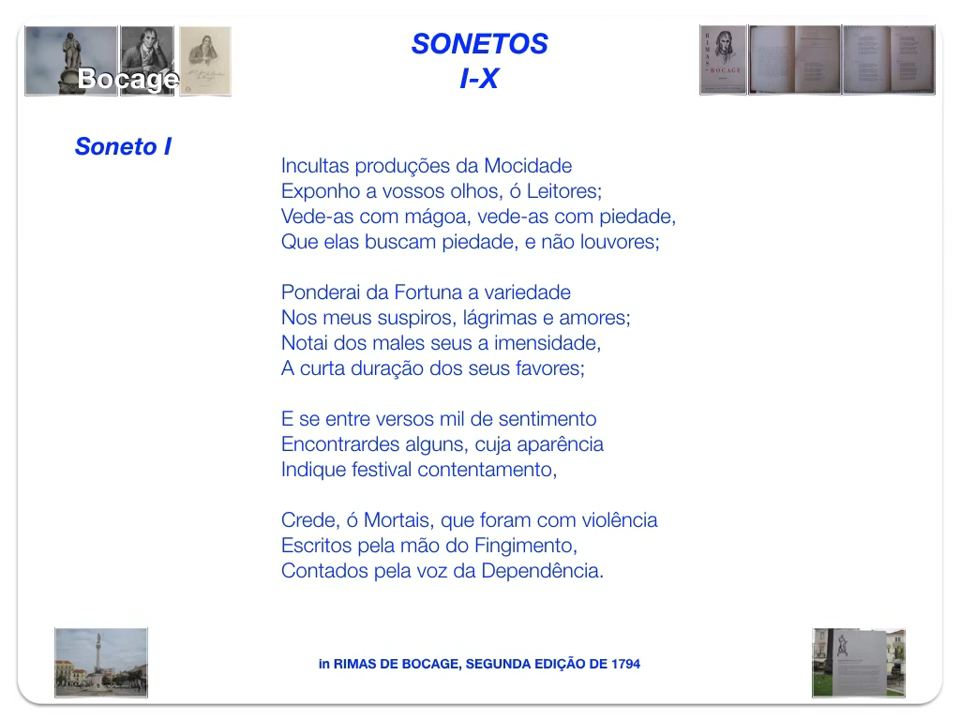 Bocage
SONETOS
I-X
RIMAS
DE BOCAGE
Soneto I
Incultas produções da Mocidade
Exponho a vossos olhos, ó Leitores;
Vede-as com mágoa, vede-as com piedade,
Que elas buscam piedade, e não louvores;
Ponderai da Fortuna a variedade
Nos meus suspiros, lágrimas e amores;
Notai dos males seus a imensidade,
A curta duração dos seus favores;
E se entre versos mil de sentimento
Encontrardes alguns, cuja aparência
Indique festival contentamento,
Crede, ó Mortais, que foram com violência
Escritos pela mão do Fingimento,
Contados pela voz da Dependência.
in RIMAS DE BOCAGE, SEGUNDA EDIÇÃO DE 1794